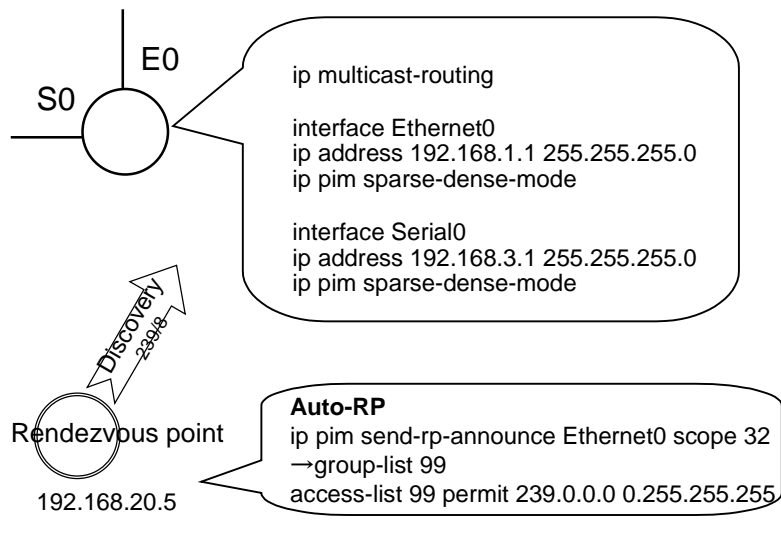 E0
S0
ip multicast-routing
interface Ethernet0
ip address 192.168.1.1 255.255.255.0
ip pim sparse-dense-mode
interface Serial0
ip address 192.168.3.1 255.255.255.0
ip pim sparse-dense-mode
Discovery
239/8
Rendezvous point
192.168.20.5
Auto-RP
ip pim send-rp-announce Ethernet0 scope 32
→group-list 99
access-list 99 permit 239.0.0.0 0.255.255.255